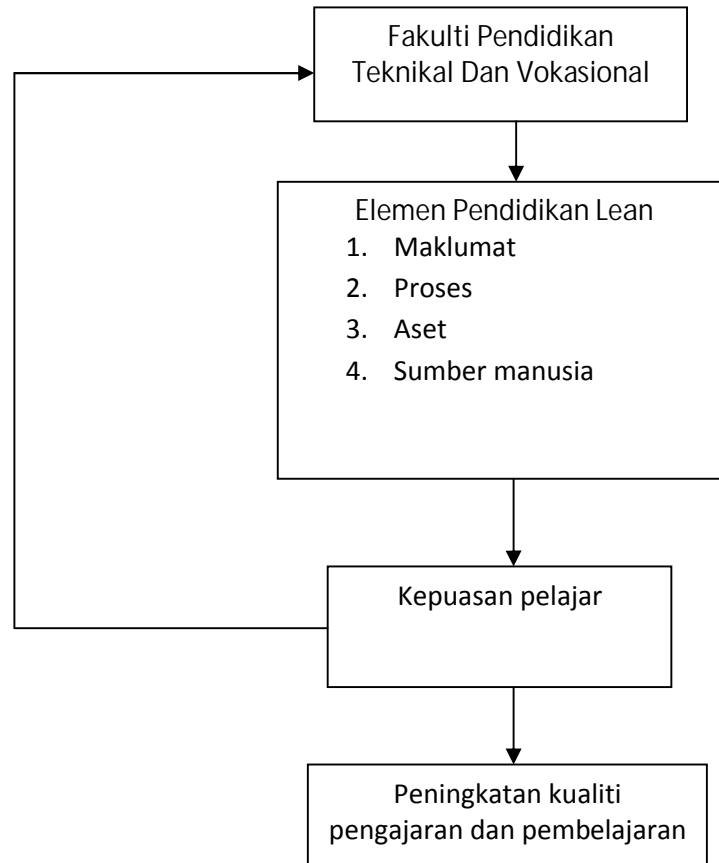 Fakulti Pendidikan
Teknikal Dan Vokasional
Elemen Pendidikan Lean
1. Maklumat
2. Proses
3. Aset
4. Sumber manusia
Kepuasan pelajar
Peningkatan kualiti
pengajaran dan pembelajaran